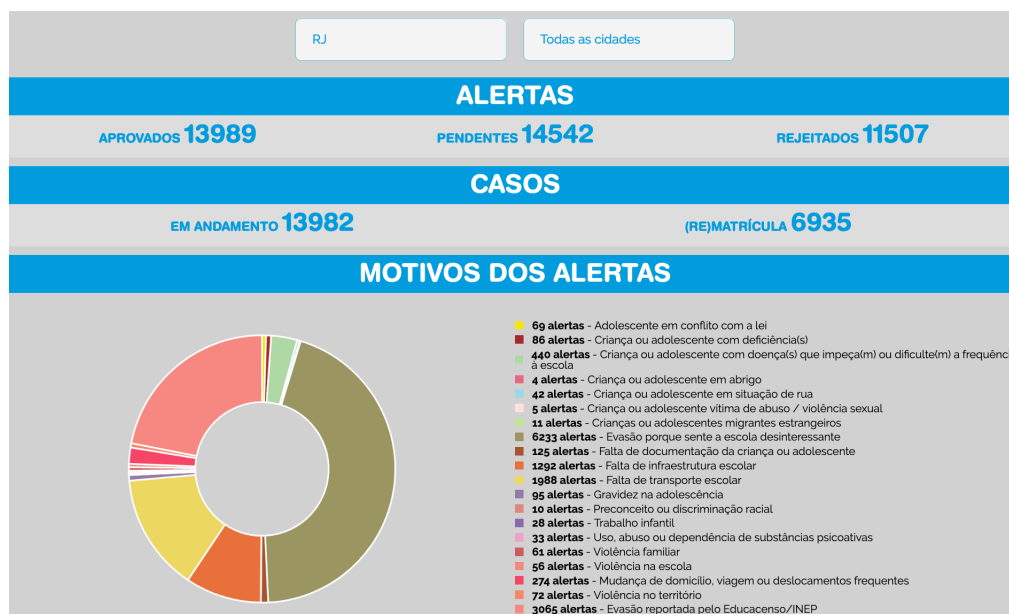 RJ
Todas as cidades
ALERTAS
APROVADOS 13989
PENDENTES 14542
REJEITADOS 11507
CASOS
EM ANDAMENTO 13982
(RE)MATRÍCULA 6935
MOTIVOS DOS ALERTAS
69 alertas - Adolescente em conflito com a lei
86 alertas - Criança ou adolescente com deficiência(s)
440 alertas - Criança ou adolescente com doença(s) que impeça(m) ou dificulte(m) a frequênci
à escola
4 alertas - Criança ou adolescente em abrigo
42 alertas - Criança ou adolescente em situação de rua
5 alertas - Criança ou adolescente vítima de abuso / violência sexual
11 alertas - Crianças ou adolescentes migrantes estrangeiros
6233 alertas - Evasão porque sente a escola desinteressante
125 alertas - Falta de documentação da criança ou adolescente
1292 alertas - Falta de infraestrutura escolar
1988 alertas - Falta de transporte escolar
95 alertas - Gravidez na adolescência
10 alertas - Preconceito ou discriminação racial
28 alertas - Trabalho infantil
33 alertas - Uso, abuso ou dependência de substâncias psicoativas
61 alertas - Violência familiar
56 alertas - Violência na escola
274 alertas - Mudança de domicílio, viagem ou deslocamentos frequentes
72 alertas - Violência no território
3065 alertas - Evasão reportada pelo Educacenso/INEP